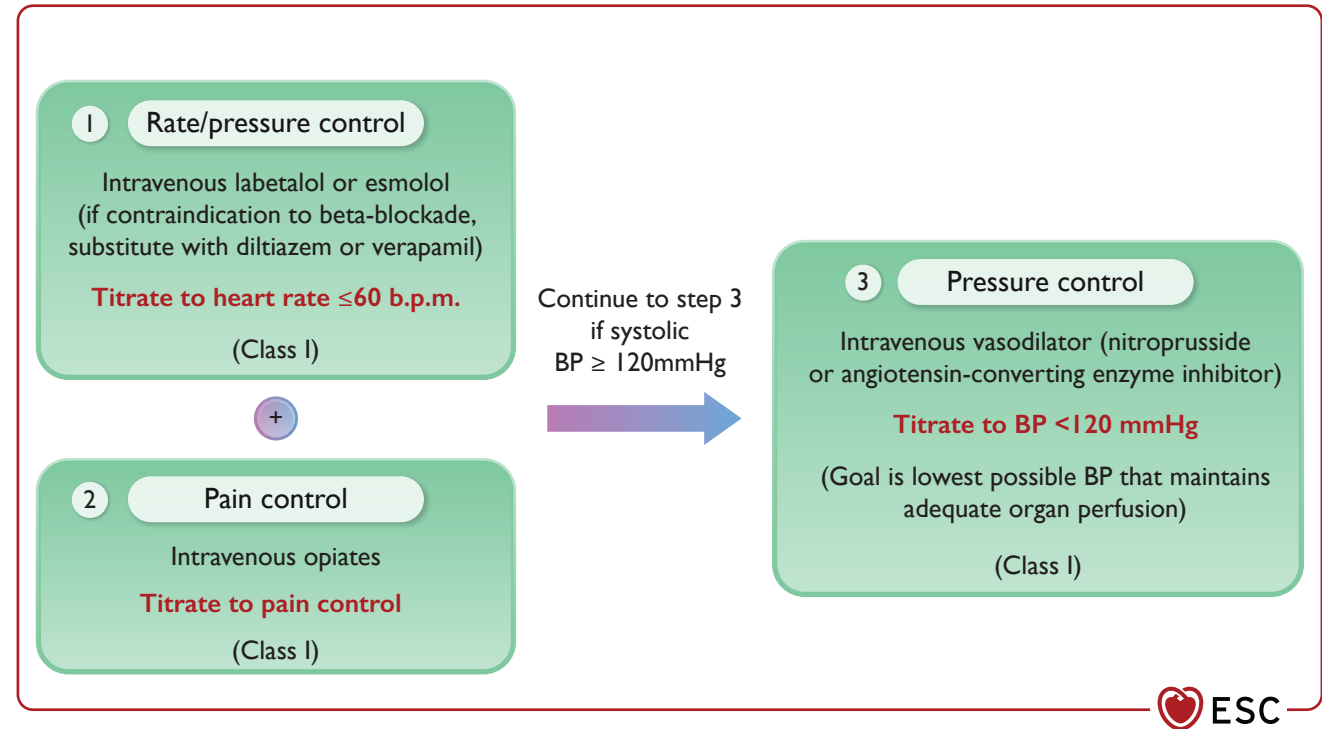 1 Rate/pressure control
Intravenous labetalol or esmolol
(if contraindication to beta-blockade,
substitute with diltiazem or verapamil)
Titrate to heart rate ≤60 b.p.m.
(Class I)
+
2 Pain control
Intravenous opiates
Titrate to pain control
(Class I)
Continue to step 3
if systolic
BP ≥ 120mmHg
3 Pressure control
Intravenous vasodilator (nitroprusside
or angiotensin-converting enzyme inhibitor)
Titrate to BP <120 mmHg
(Goal is lowest possible BP that maintains
adequate organ perfusion)
(Class I)
ESC